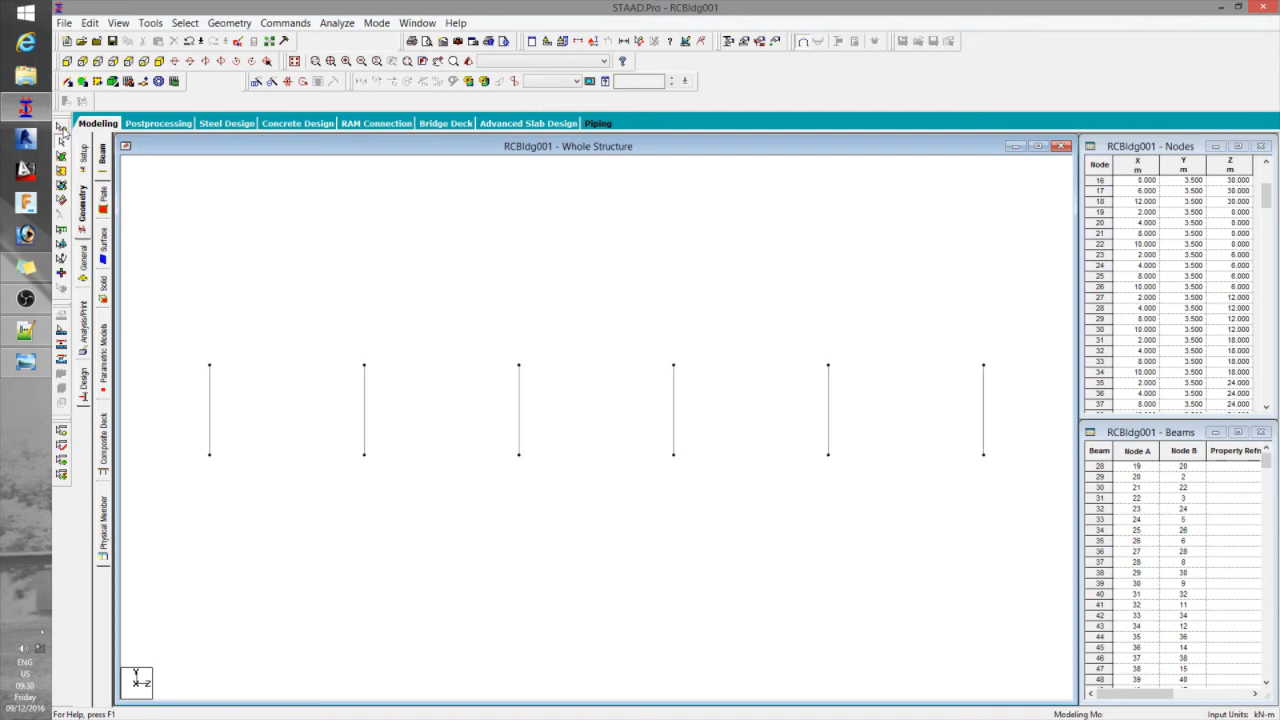 STAAD.Pro - RCBldg001
File Edit View Tools Select Geometry Commands Analyze Mode Window Help
Modeling Postprocessing Steel Design Concrete Design RAM Connection Bridge Deck Advanced Slab Design Piping
Setup
Geometry
General
Analysis/Print
Design
Beam
Plate
Surface
Solid
Parametric Models
Composite Deck
Physical Member
RCBldg001 - Whole Structure
Y
X Z
RCBldg001 - Nodes
Node X m Y m Z m
16 0.000 3.500 30.000
17 6.000 3.500 30.000
18 12.000 3.500 30.000
19 2.000 3.500 0.000
20 4.000 3.500 0.000
21 8.000 3.500 0.000
22 10.000 3.500 0.000
23 2.000 3.500 6.000
24 4.000 3.500 6.000
25 8.000 3.500 6.000
26 10.000 3.500 6.000
27 2.000 3.500 12.000
28 4.000 3.500 12.000
29 8.000 3.500 12.000
30 10.000 3.500 12.000
31 2.000 3.500 18.000
32 4.000 3.500 18.000
33 8.000 3.500 18.000
34 10.000 3.500 18.000
35 2.000 3.500 24.000
36 4.000 3.500 24.000
37 8.000 3.500 24.000
RCBldg001 - Beams
Beam Node A Node B Property Refn
28 19 20
29 20 2
30 21 22
31 22 3
32 23 24
33 24 5
34 25 26
35 26 6
36 27 28
37 28 8
38 29 30
39 30 9
40 31 32
41 32 11
42 33 34
43 34 12
44 35 36
45 36 14
46 37 38
47 38 15
48 39 40
ENG
US
09:30
Friday
09/12/2016
For Help, press F1
Modeling Mo
Input Units: kN-m